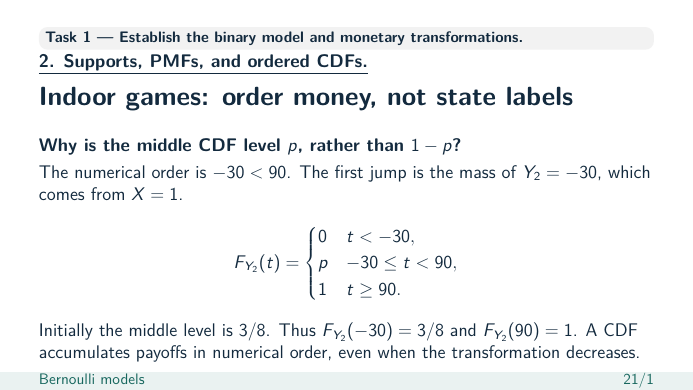 Task 1 — Establish the binary model and monetary transformations.
2. Supports, PMFs, and ordered CDFs.
Indoor games: order money, not state labels
Why is the middle CDF level p, rather than 1 − p?
The numerical order is −30 < 90. The first jump is the mass of Y₂ = −30, which
comes from X = 1.
F_{Y₂}(t) = { 0 t < −30,
p −30 ≤ t < 90,
1 t ≥ 90.
Initially the middle level is 3/8. Thus F_{Y₂}(−30) = 3/8 and F_{Y₂}(90) = 1. A CDF
accumulates payoffs in numerical order, even when the transformation decreases.
Bernoulli models 21/1